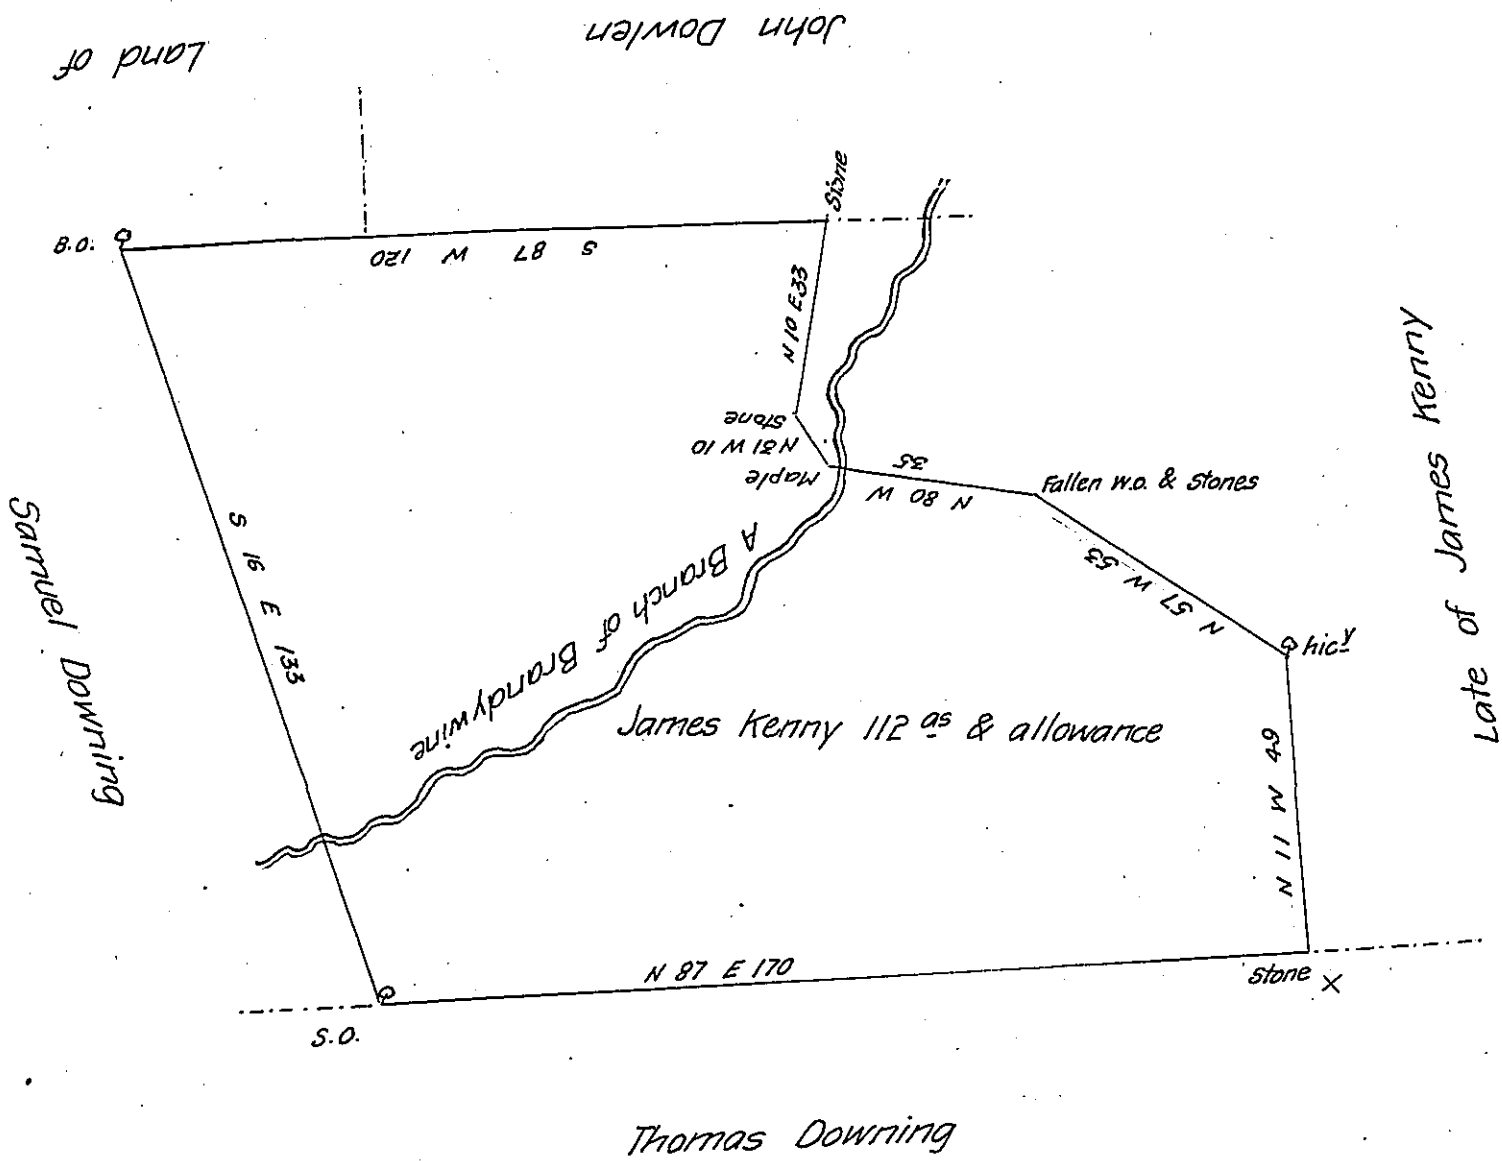 Land of
John Dowlen
B.O.
S 87 W 120
Stone
N 10 E 33
Stone
N 31 W 10
Maple
N 80 W
35
Fallen W.O. & Stones
N 57 W 53
hicy
N 11 W 49
Late of James Kenny
Samuel Downing
S 16 E 133
A Branch of Brandywine
James Kenny 112 as & allowance
N 87 E 170
Stone X
S.O.
Thomas Downing